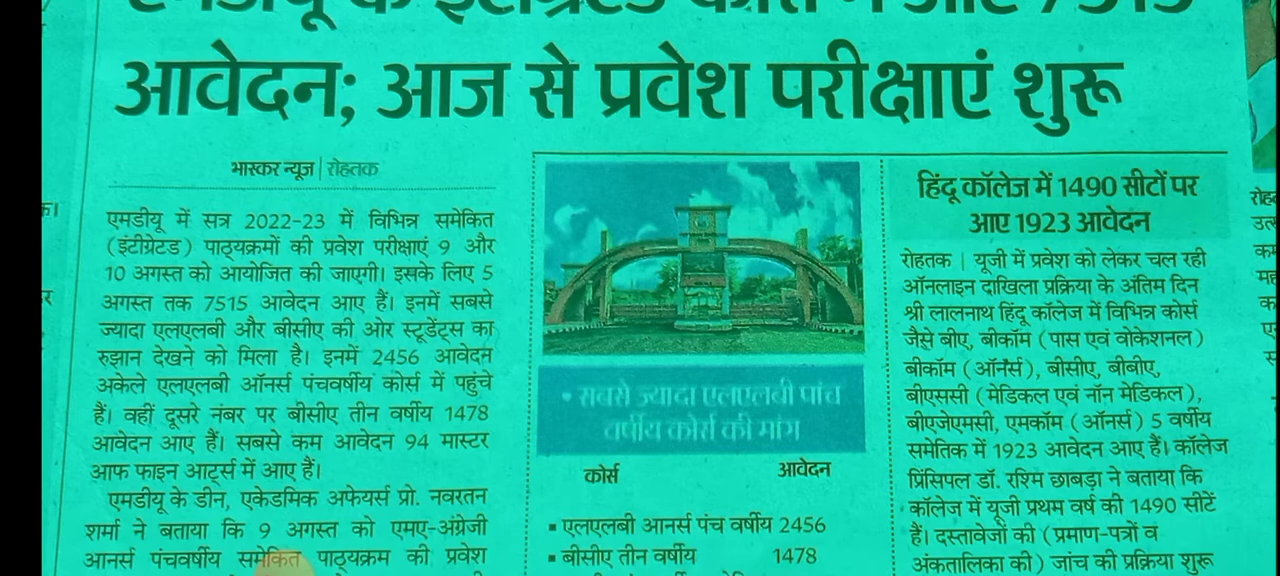 एमडीयू के इंटीग्रेटेड कोर्स में आए 7515
आवेदन; आज से प्रवेश परीक्षाएं शुरू
भास्कर न्यूज | रोहतक
एमडीयू में सत्र 2022-23 में विभिन्न समेकित
(इंटीग्रेटेड) पाठ्यक्रमों की प्रवेश परीक्षाएं 9 और
10 अगस्त को आयोजित की जाएगी। इसके लिए 5
अगस्त तक 7515 आवेदन आए हैं। इनमें सबसे
ज्यादा एलएलबी और बीसीए की ओर स्टूडेंट्स का
रुझान देखने को मिला है। इनमें 2456 आवेदन
अकेले एलएलबी ऑनर्स पंचवर्षीय कोर्स में पहुंचे
हैं। वहीं दूसरे नंबर पर बीसीए तीन वर्षीय 1478
आवेदन आए हैं। सबसे कम आवेदन 94 मास्टर
आफ फाइन आर्ट्स में आए हैं।
एमडीयू के डीन, एकेडमिक अफेयर्स प्रो. नवरतन
शर्मा ने बताया कि 9 अगस्त को एमए-अंग्रेजी
आनर्स पंचवर्षीय समेकित पाठ्यक्रम की प्रवेश
• सबसे ज्यादा एलएलबी पांच
वर्षीय कोर्स की मांग
कोर्स आवेदन
▪ एलएलबी आनर्स पंच वर्षीय 2456
▪ बीसीए तीन वर्षीय 1478
हिंदू कॉलेज में 1490 सीटों पर
आए 1923 आवेदन
रोहतक | यूजी में प्रवेश को लेकर चल रही
ऑनलाइन दाखिला प्रक्रिया के अंतिम दिन
श्री लालनाथ हिंदू कॉलेज में विभिन्न कोर्स
जैसे बीए, बीकॉम (पास एवं वोकेशनल)
बीकॉम (ऑनर्स), बीसीए, बीबीए,
बीएससी (मेडिकल एवं नॉन मेडिकल),
बीएजेएमसी, एमकॉम (ऑनर्स) 5 वर्षीय
समेतिक में 1923 आवेदन आए हैं। कॉलेज
प्रिंसिपल डॉ. रश्मि छाबड़ा ने बताया कि
कॉलेज में यूजी प्रथम वर्ष की 1490 सीटें
हैं। दस्तावेजों की (प्रमाण-पत्रों व
अंकतालिका की) जांच की प्रक्रिया शुरू